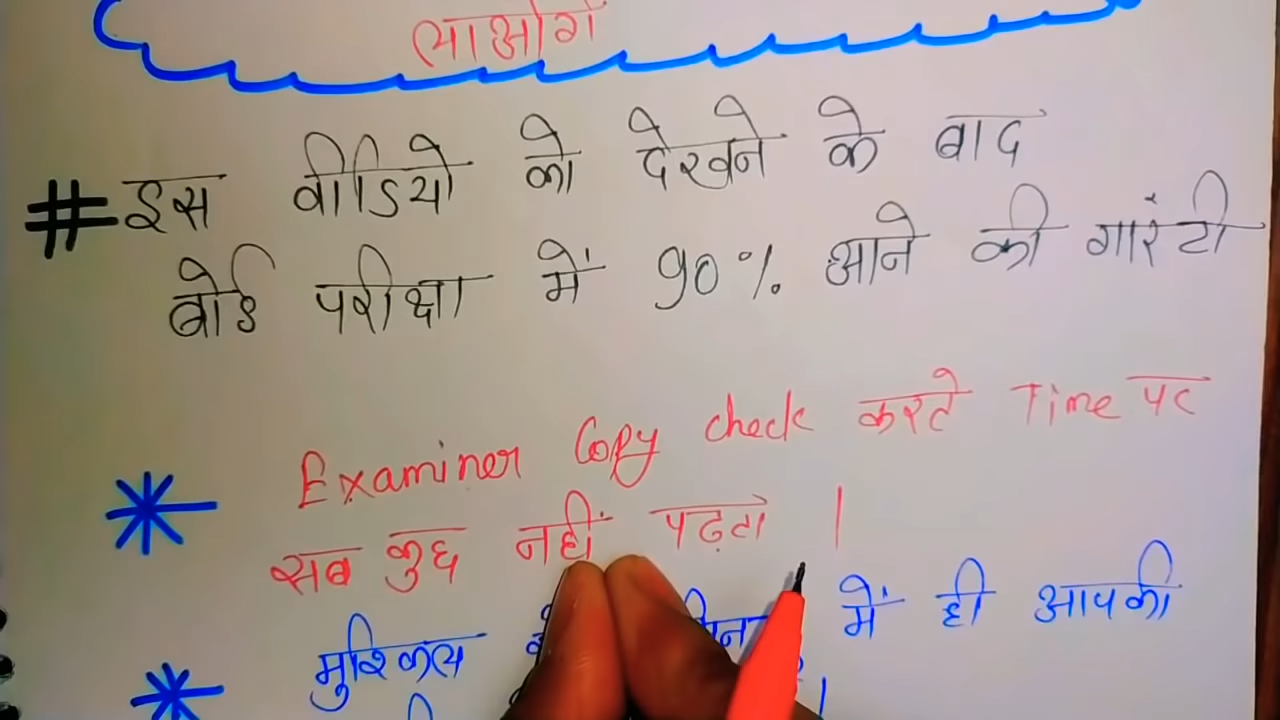 लाओगे
# इस वीडियो को देखने के बाद
बोर्ड परीक्षा में 90% आने की गारंटी
Examiner Copy check करते Time पर
सब कुछ नहीं पढ़ता ।
मुश्किल में ही आपकी